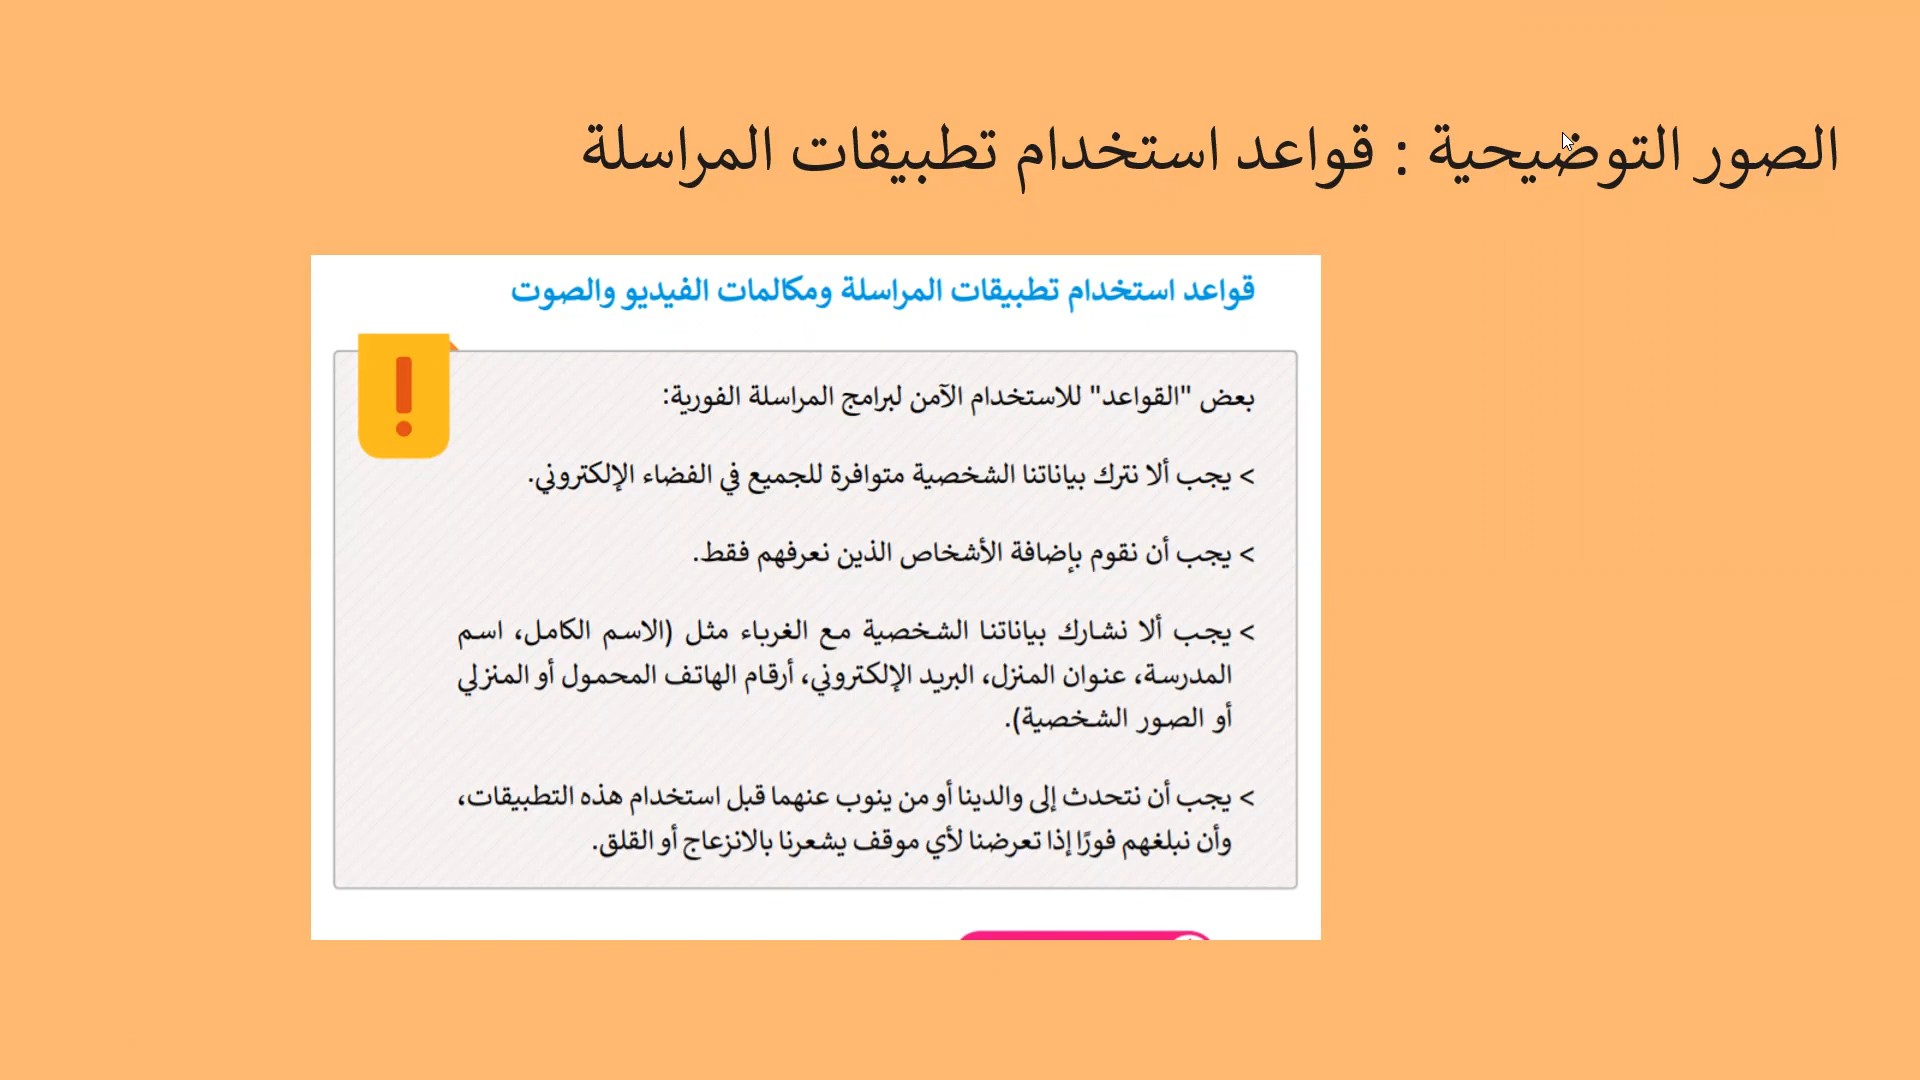 الصور التوضيحية : قواعد استخدام تطبيقات المراسلة
قواعد استخدام تطبيقات المراسلة ومكالمات الفيديو والصوت
بعض "القواعد" للاستخدام الآمن لبرامج المراسلة الفورية:
> يجب ألا نترك بياناتنا الشخصية متوافرة للجميع في الفضاء الإلكتروني.
> يجب أن نقوم بإضافة الأشخاص الذين نعرفهم فقط.
> يجب ألا نشارك بياناتنا الشخصية مع الغرباء مثل (الاسم الكامل، اسم
المدرسة، عنوان المنزل، البريد الإلكتروني، أرقام الهاتف المحمول أو المنزلي
أو الصور الشخصية).
> يجب أن نتحدث إلى والدينا أو من ينوب عنهما قبل استخدام هذه التطبيقات،
وأن نبلغهم فورًا إذا تعرضنا لأي موقف يشعرنا بالانزعاج أو القلق.